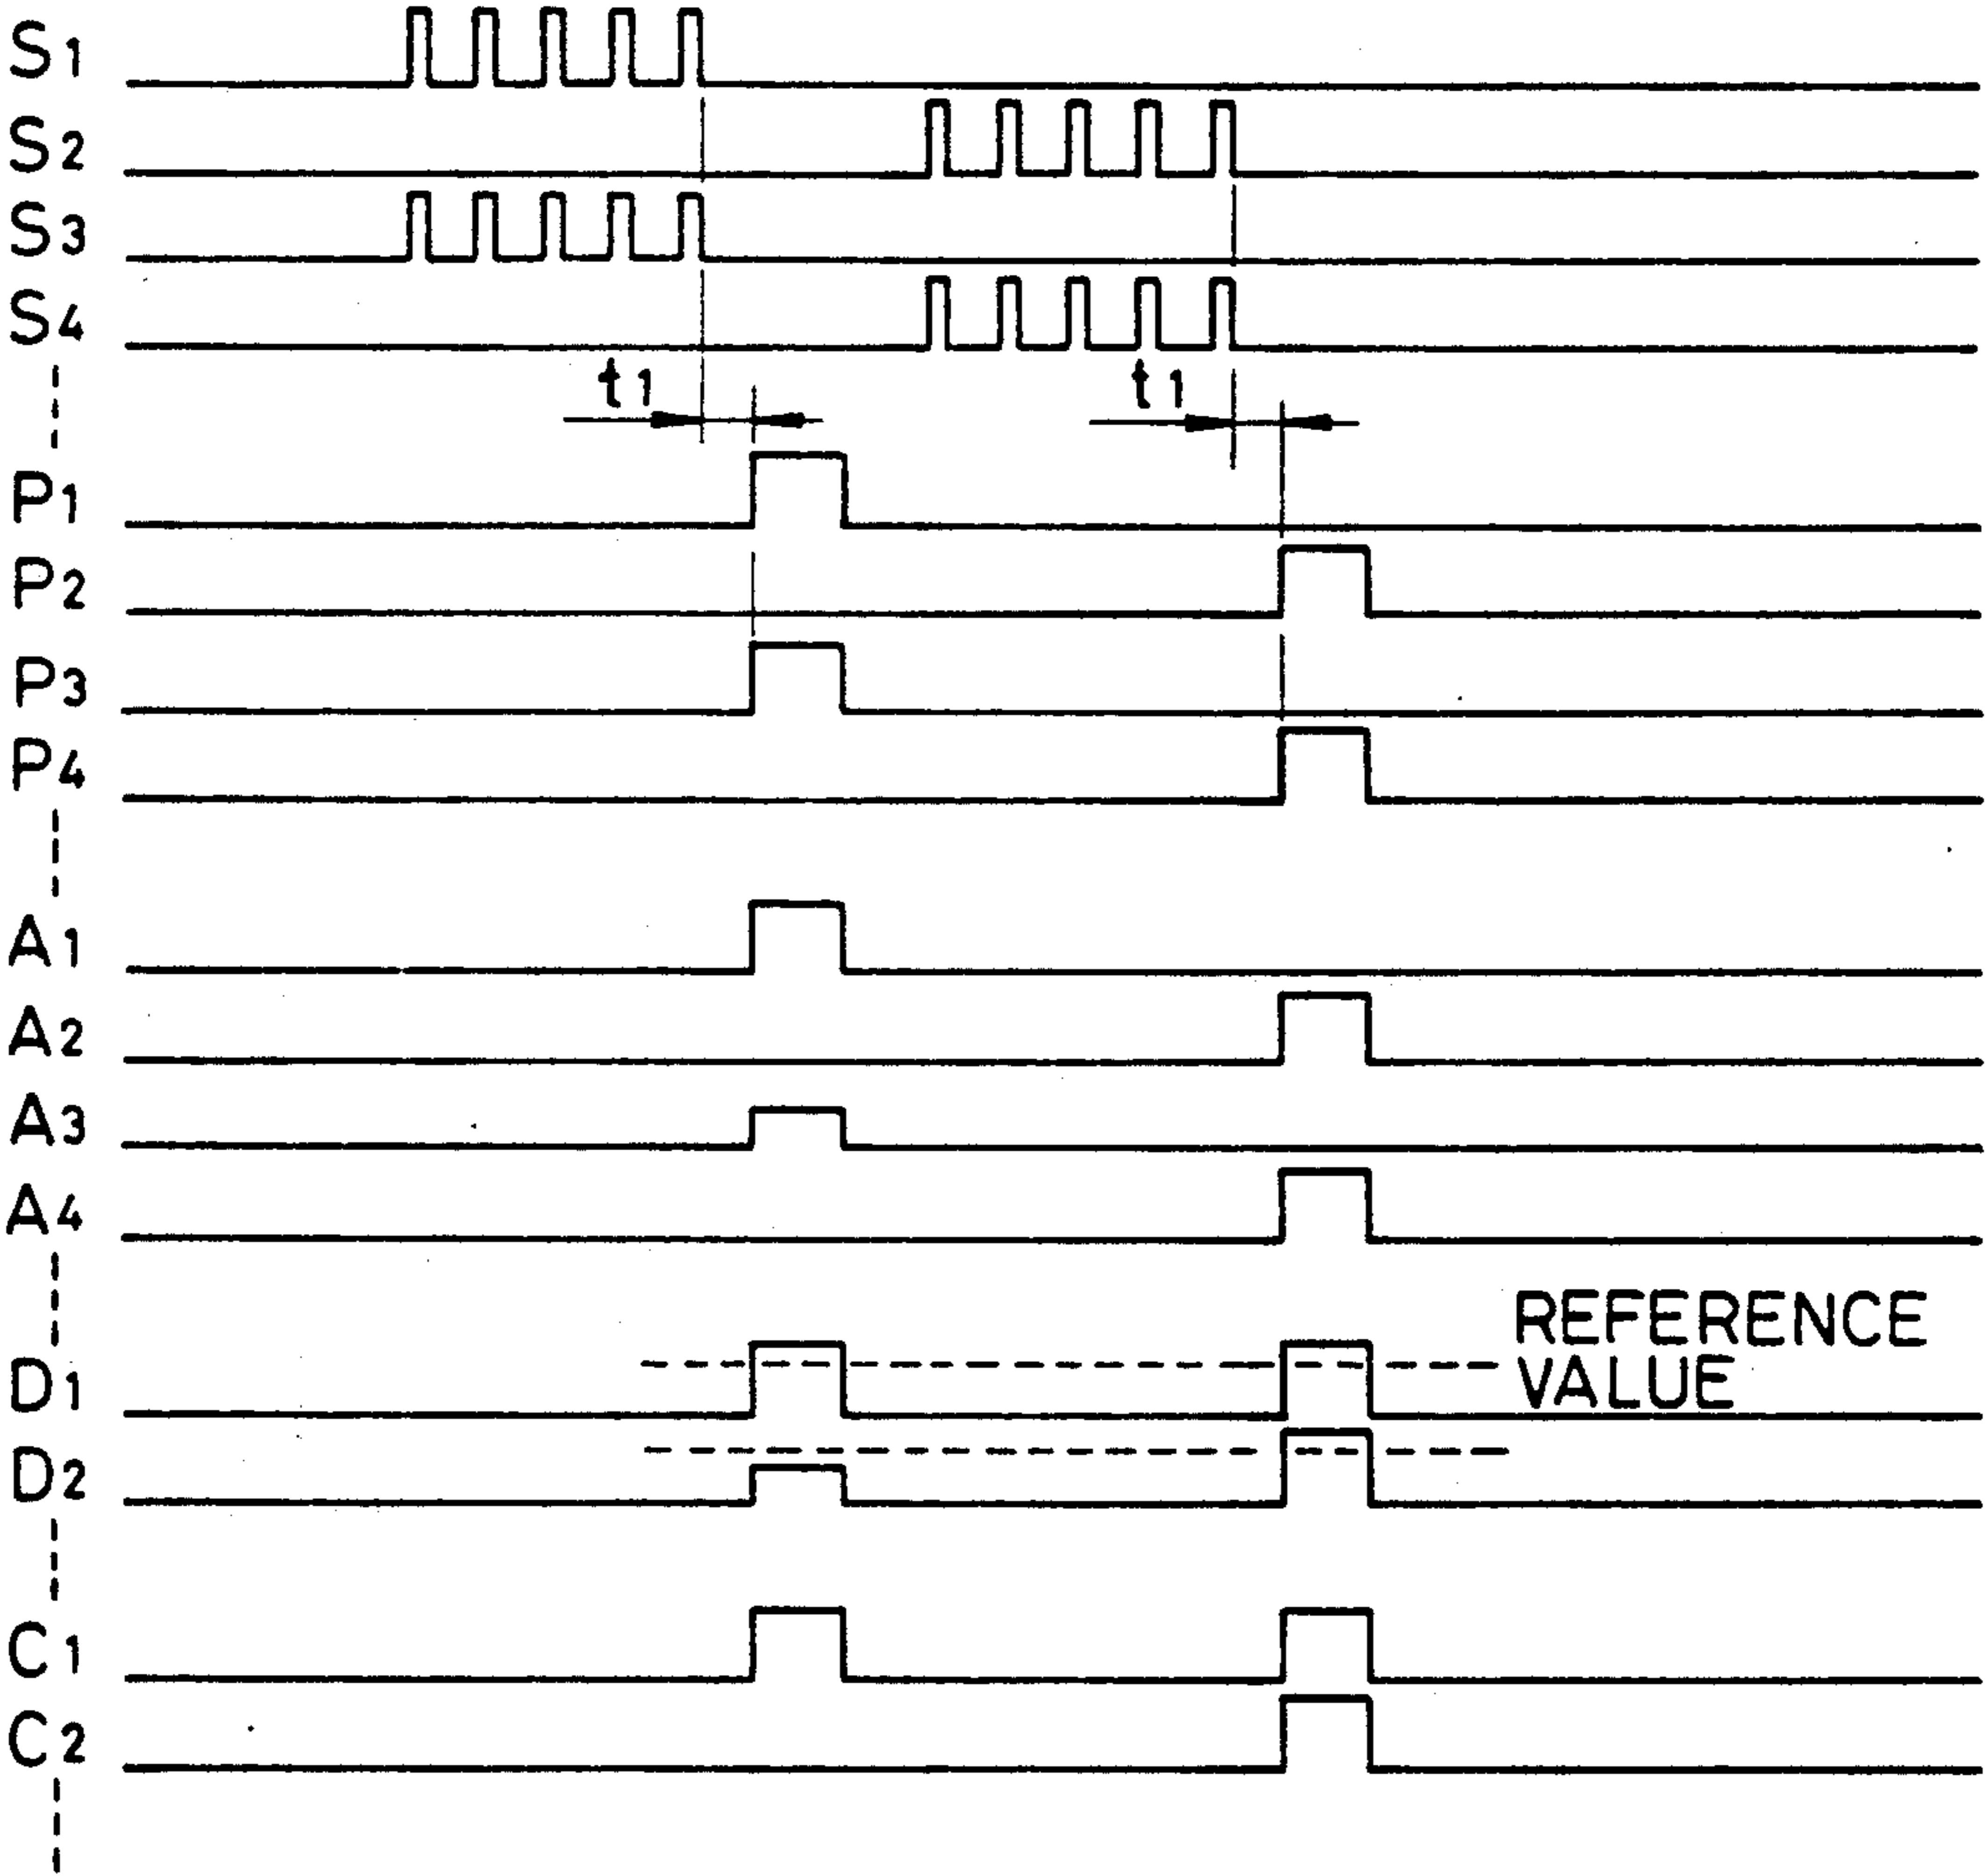 S1
S2
S3
S4
t1 t1
P1
P2
P3
P4
A1
A2
A3
A4
REFERENCE
VALUE
D1
D2
C1
C2